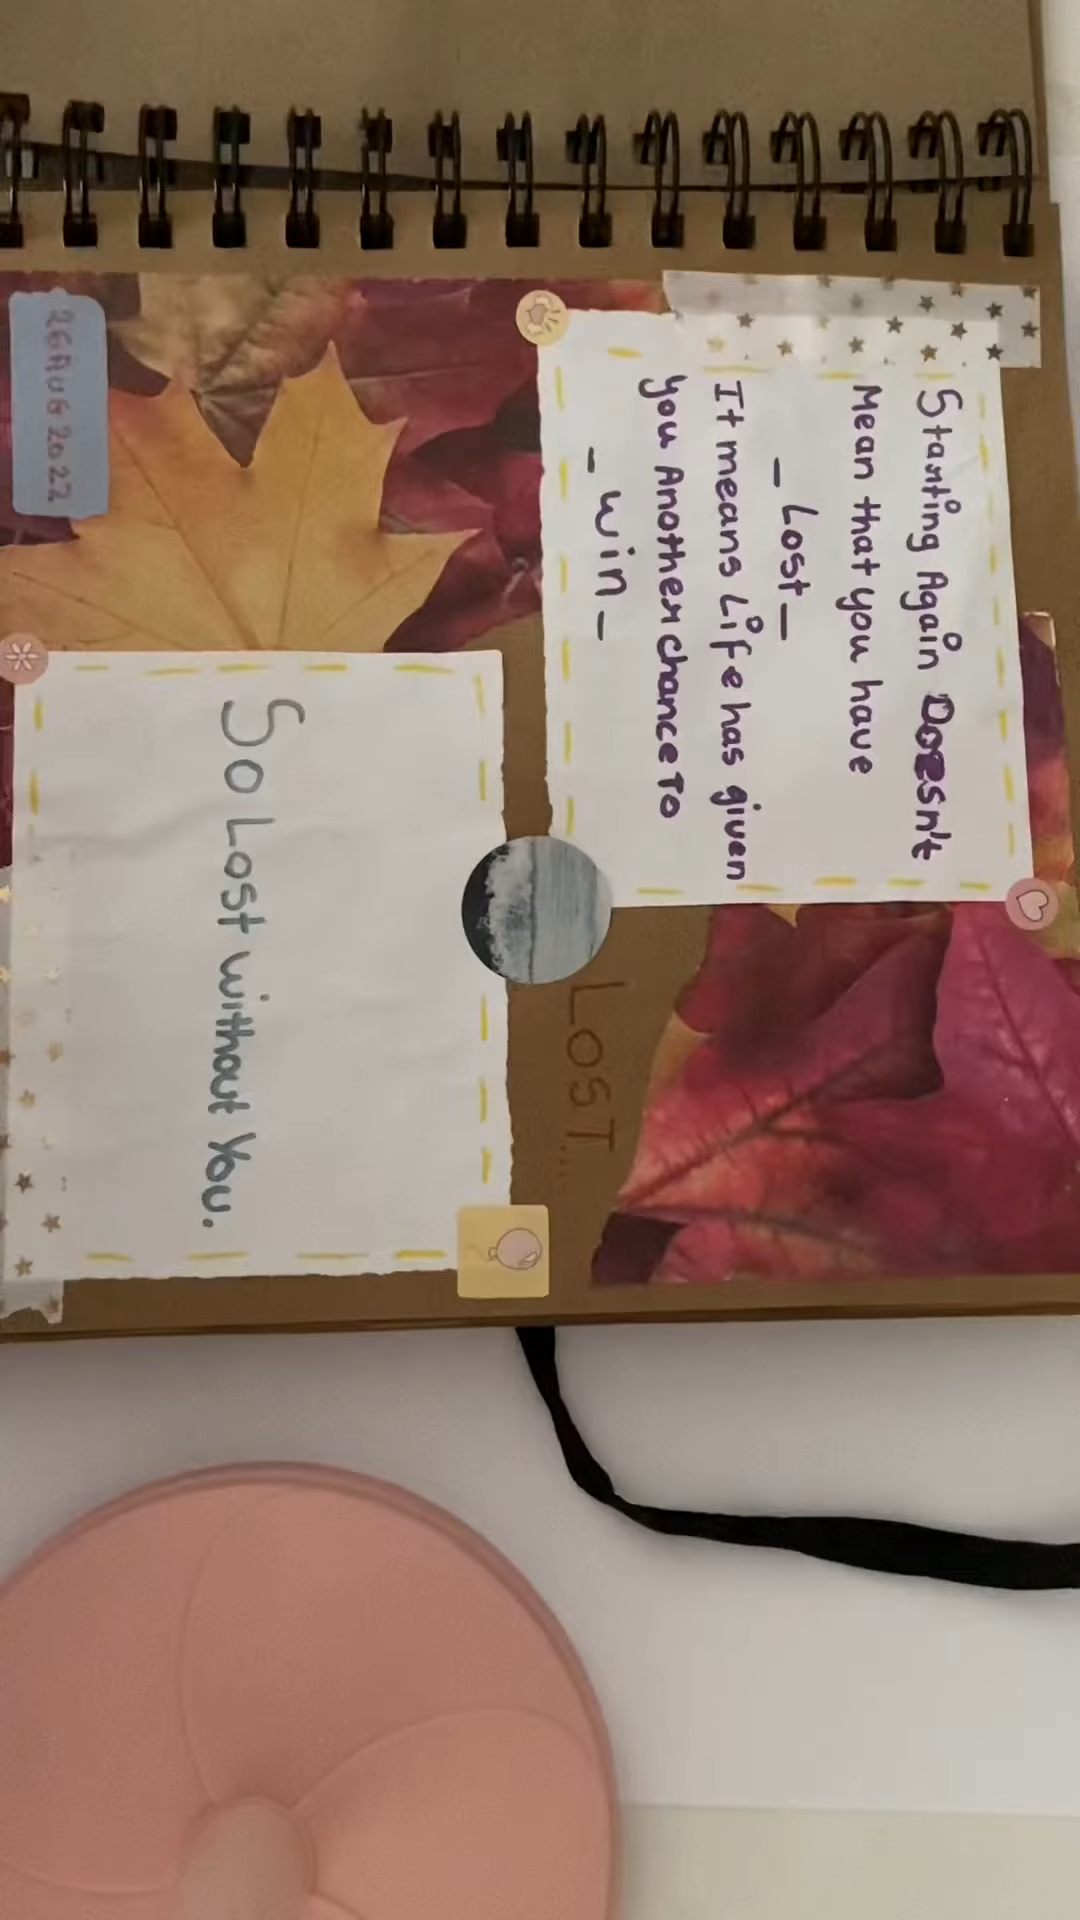 Starting Again Doesn't
Mean that you have
- Lost -
It means Life has given
you Another chance To
- win -
LOST...
So Lost without You.
26 AUG 2022